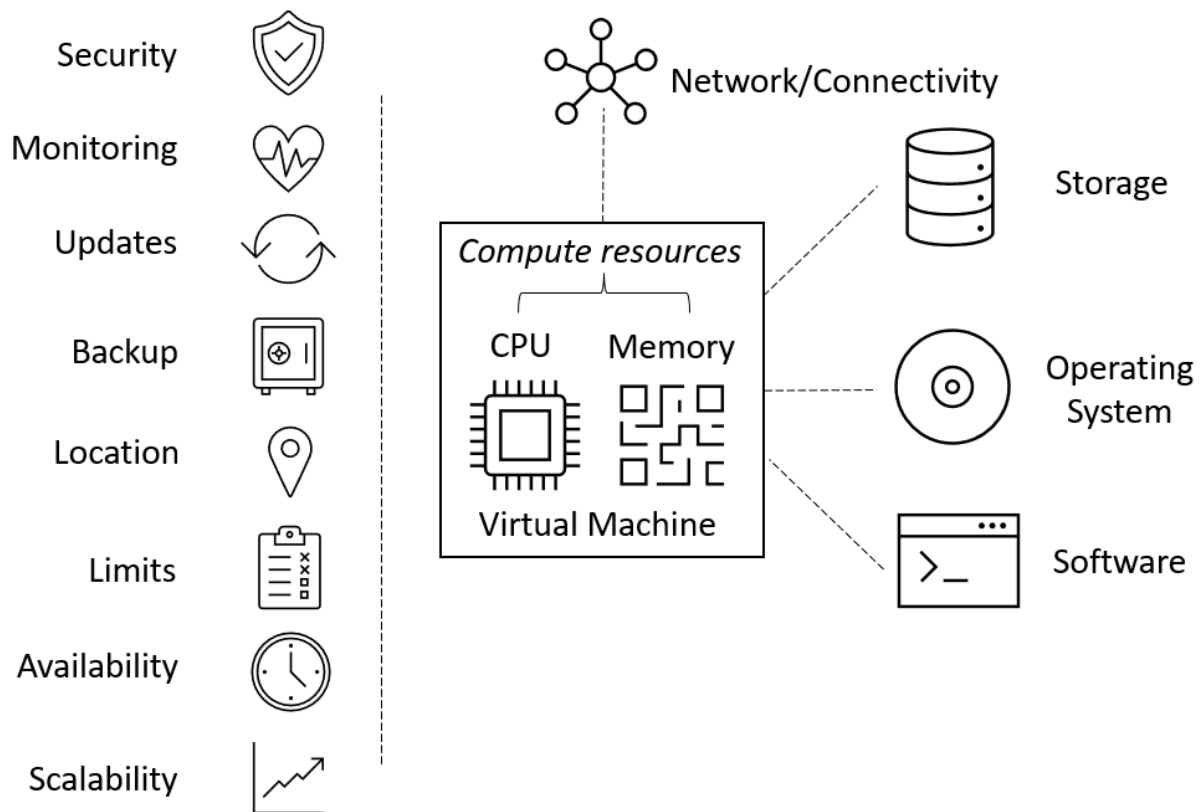 Security
Monitoring
Updates
Backup
Location
Limits
Availability
Scalability
Network/Connectivity
Compute resources
CPU Memory
Virtual Machine
Storage
Operating
System
Software